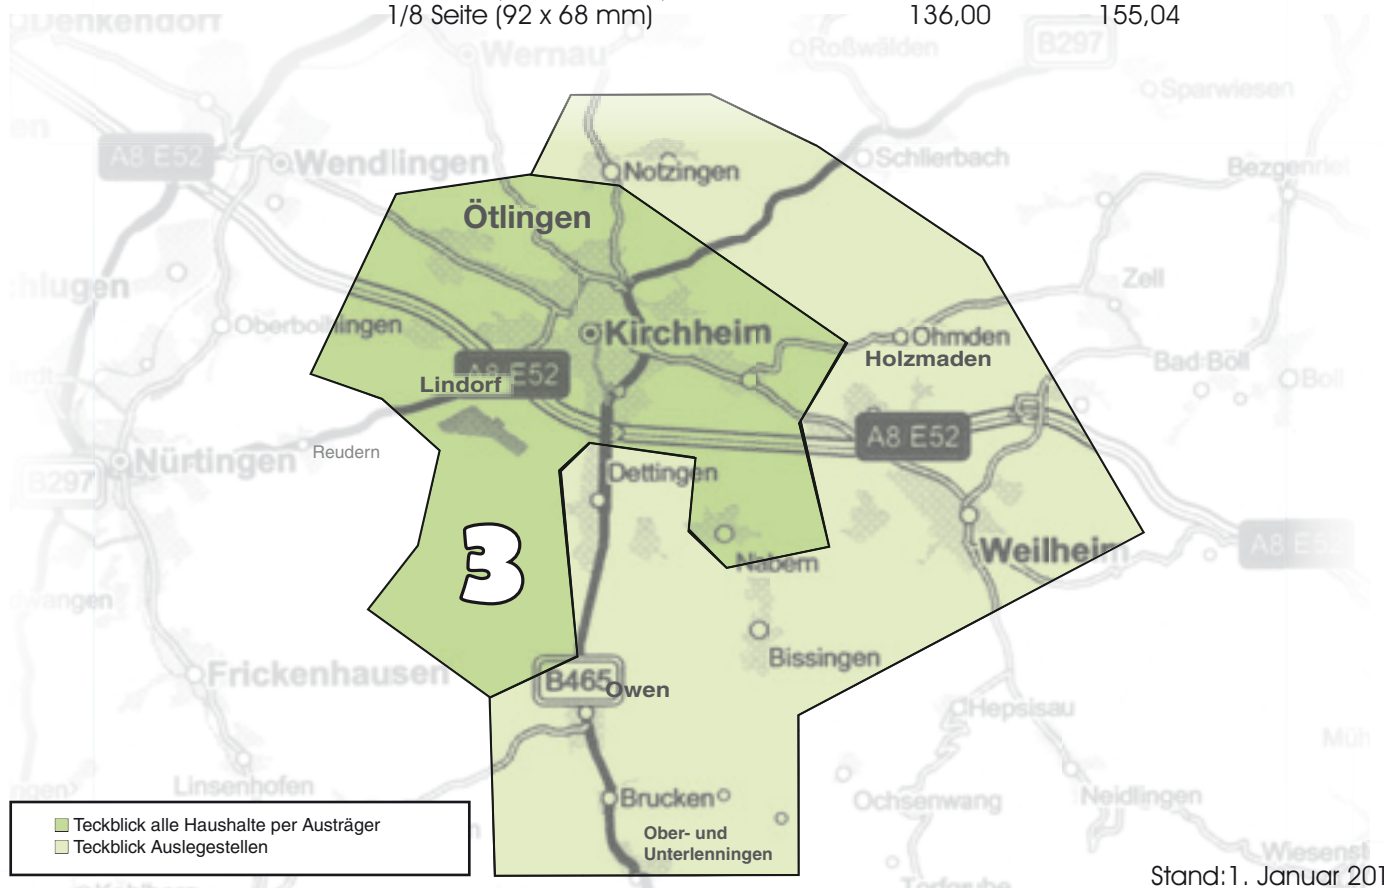 1/8 Seite (92 x 68 mm) 136,00 155,04
Denkendorf
Wernau
Roßwälden
B297
Sparwiesen
A8 E52
Wendlingen
Notzingen
Schlierbach
Bezgenriet
Ötlingen
Zell
Oberboihingen
Kirchheim
Ohmden
Holzmaden
Bad Boll
Boll
A8 E52
Lindorf
A8 E52
Reudern
Nürtingen
B297
Dettingen
Nabern
Weilheim
A8 E52
3
Bissingen
Frickenhausen
B465
Owen
Hepsisau
Linsenhofen
Brucken
Ochsenwang
Neidlingen
Ober- und
Unterlenningen
Teckblick alle Haushalte per Austräger
Teckblick Auslegestellen
Stand:1. Januar 201